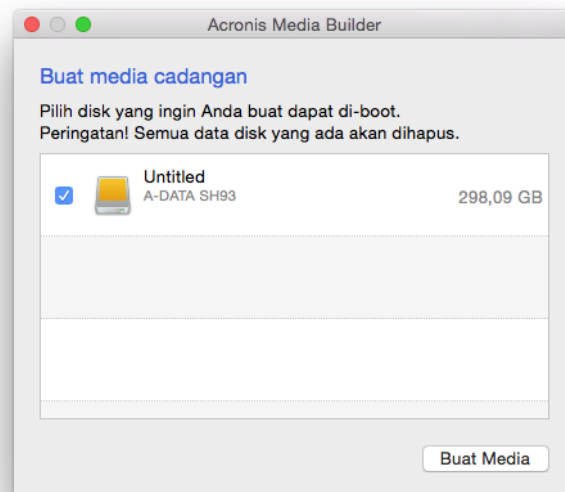 Acronis Media Builder
Buat media cadangan
Pilih disk yang ingin Anda buat dapat di-boot.
Peringatan! Semua data disk yang ada akan dihapus.
Untitled
A-DATA SH93
298,09 GB
Buat Media